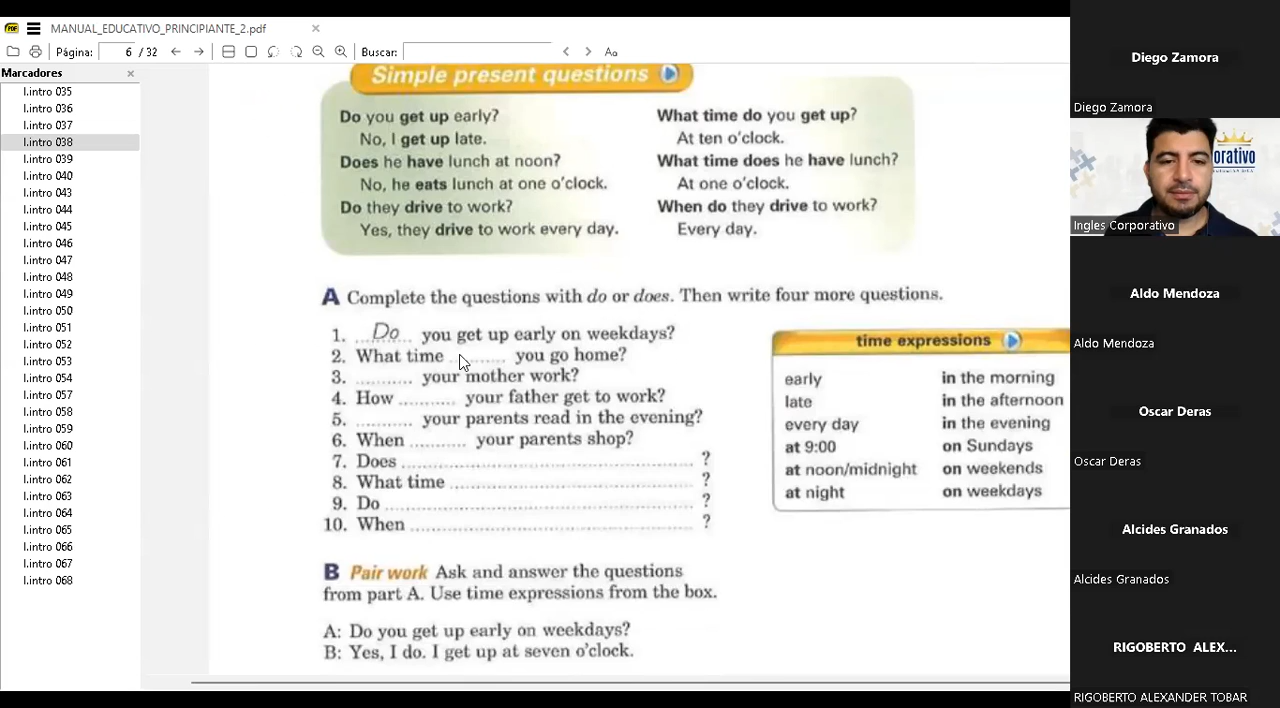 MANUAL_EDUCATIVO_PRINCIPIANTE_2.pdf
Página: 6 / 32 Buscar: Aa
Marcadores
I.intro 035
I.intro 036
I.intro 037
I.intro 038
I.intro 039
I.intro 040
I.intro 043
I.intro 044
I.intro 045
I.intro 046
I.intro 047
I.intro 048
I.intro 049
I.intro 050
I.intro 051
I.intro 052
I.intro 053
I.intro 054
I.intro 057
I.intro 058
I.intro 059
I.intro 060
I.intro 061
I.intro 062
I.intro 063
I.intro 064
I.intro 065
I.intro 066
I.intro 067
I.intro 068
Simple present questions
Do you get up early?
No, I get up late.
Does he have lunch at noon?
No, he eats lunch at one o'clock.
Do they drive to work?
Yes, they drive to work every day.
What time do you get up?
At ten o'clock.
What time does he have lunch?
At one o'clock.
When do they drive to work?
Every day.
A Complete the questions with do or does. Then write four more questions.
1. Do you get up early on weekdays?
2. What time .......... you go home?
3. .......... your mother work?
4. How .......... your father get to work?
5. .......... your parents read in the evening?
6. When .......... your parents shop?
7. Does .......... ?
8. What time .......... ?
9. Do .......... ?
10. When .......... ?
time expressions
early in the morning
late in the afternoon
every day in the evening
at 9:00 on Sundays
at noon/midnight on weekends
at night on weekdays
B Pair work Ask and answer the questions
from part A. Use time expressions from the box.
A: Do you get up early on weekdays?
B: Yes, I do. I get up at seven o'clock.
Diego Zamora
Diego Zamora
orativo
Ingles Corporativo
Aldo Mendoza
Aldo Mendoza
Oscar Deras
Oscar Deras
Alcides Granados
Alcides Granados
RIGOBERTO ALEX...
RIGOBERTO ALEXANDER TOBAR